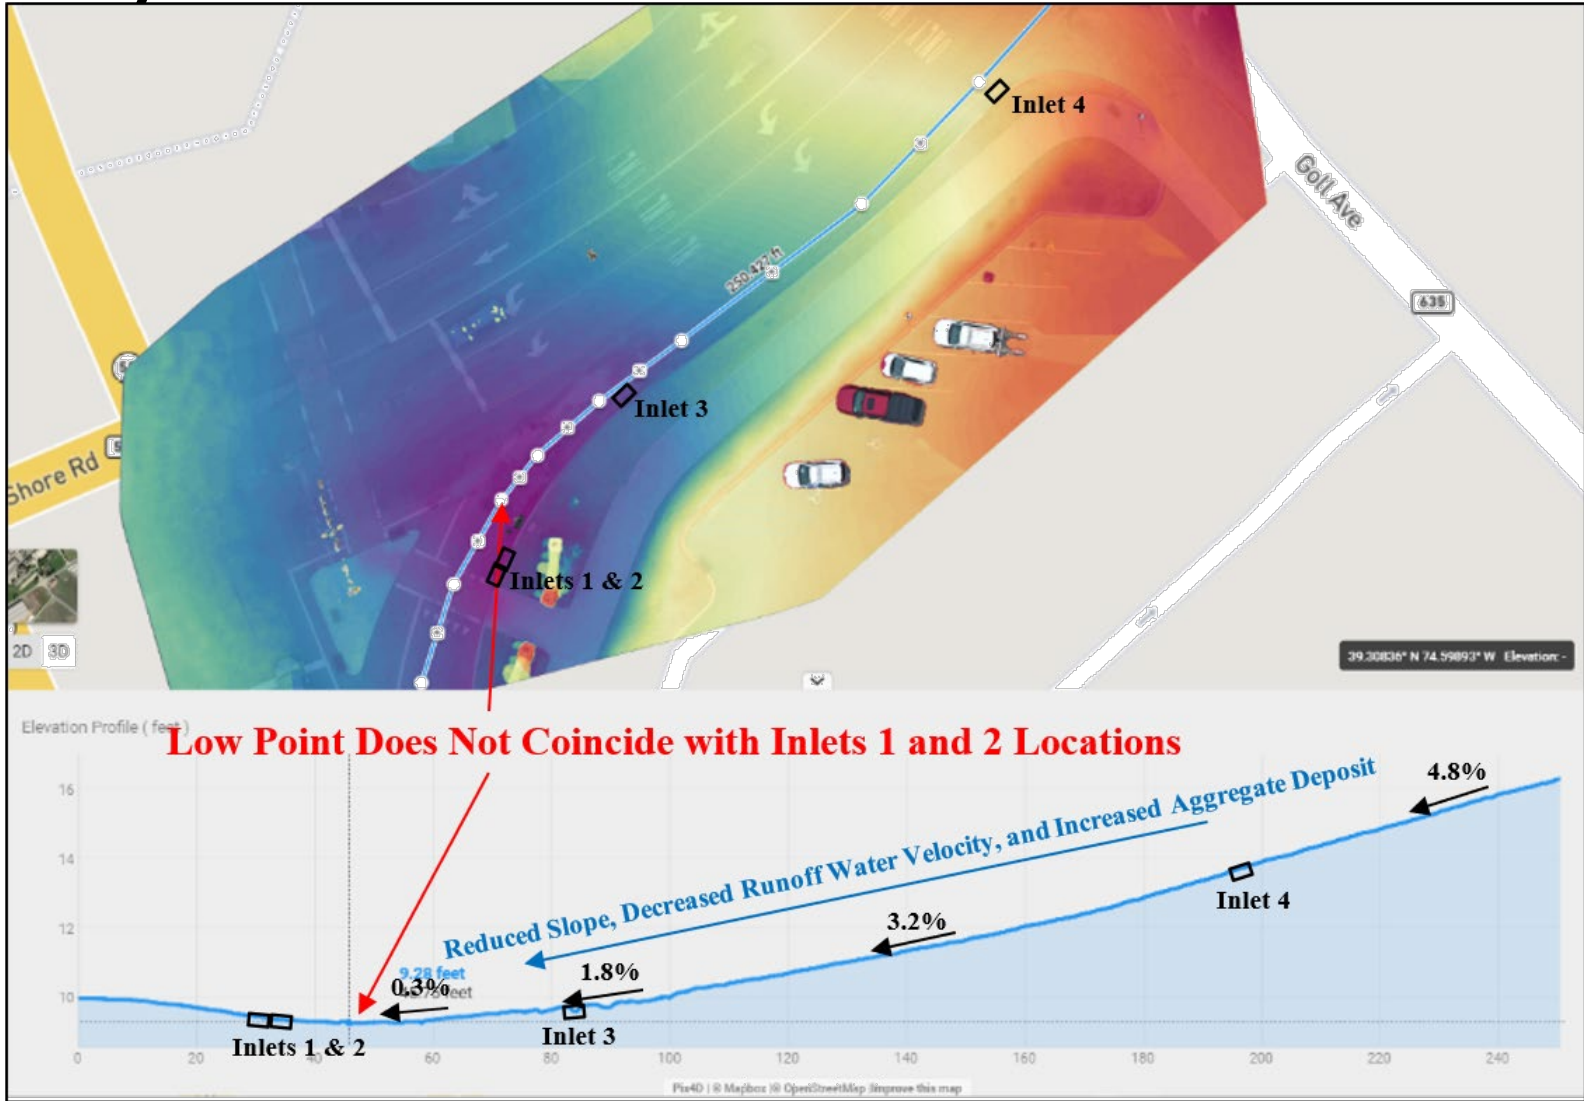 Inlet 4
Goll Ave
250.427 ft
635
Inlet 3
Shore Rd
Inlets 1 & 2
2D 3D
39.30836° N 74.59893° W Elevation: -
Elevation Profile ( feet )
Low Point Does Not Coincide with Inlets 1 and 2 Locations
4.8%
16
Reduced Slope, Decreased Runoff Water Velocity, and Increased Aggregate Deposit
14
Inlet 4
3.2%
12
9.28 feet
1.8%
0.3%
feet
10
Inlet 3
Inlets 1 & 2
0 20 40 60 80 100 120 140 160 180 200 220 240
Pix4D | © Mapbox © OpenStreetMap Improve this map